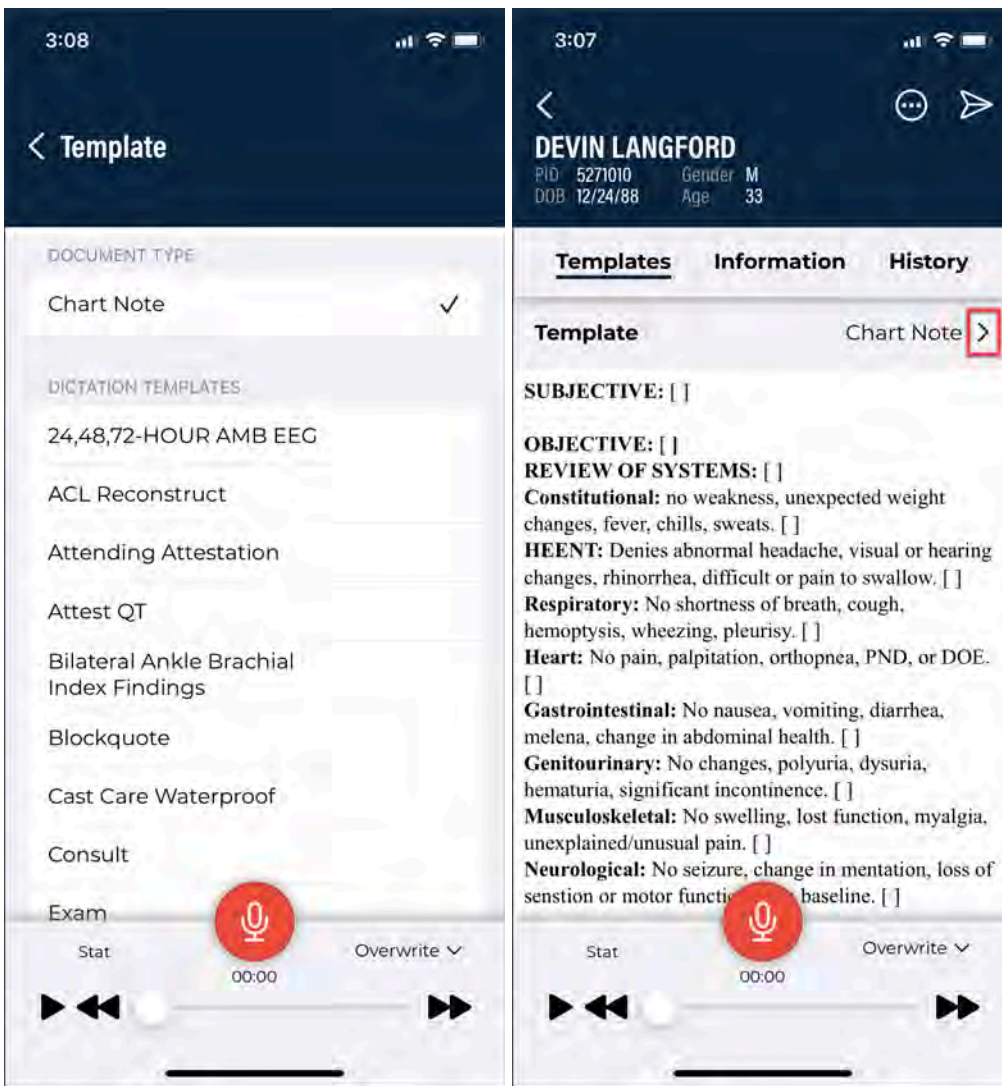 3:08
Template
DOCUMENT TYPE
Chart Note
DICTATION TEMPLATES
24,48,72-HOUR AMB EEG
ACL Reconstruct
Attending Attestation
Attest QT
Bilateral Ankle Brachial
Index Findings
Blockquote
Cast Care Waterproof
Consult
Exam
Stat
Overwrite
00:00
3:07
DEVIN LANGFORD
PID 5271010 Gender M
DOB 12/24/88 Age 33
Templates Information History
Template Chart Note
SUBJECTIVE: [ ]
OBJECTIVE: [ ]
REVIEW OF SYSTEMS: [ ]
Constitutional: no weakness, unexpected weight
changes, fever, chills, sweats. [ ]
HEENT: Denies abnormal headache, visual or hearing
changes, rhinorrhea, difficult or pain to swallow. [ ]
Respiratory: No shortness of breath, cough,
hemoptysis, wheezing, pleurisy. [ ]
Heart: No pain, palpitation, orthopnea, PND, or DOE.
[ ]
Gastrointestinal: No nausea, vomiting, diarrhea,
melena, change in abdominal health. [ ]
Genitourinary: No changes, polyuria, dysuria,
hematuria, significant incontinence. [ ]
Musculoskeletal: No swelling, lost function, myalgia,
unexplained/unusual pain. [ ]
Neurological: No seizure, change in mentation, loss of
senstion or motor baseline. [ ]
Stat
Overwrite
00:00